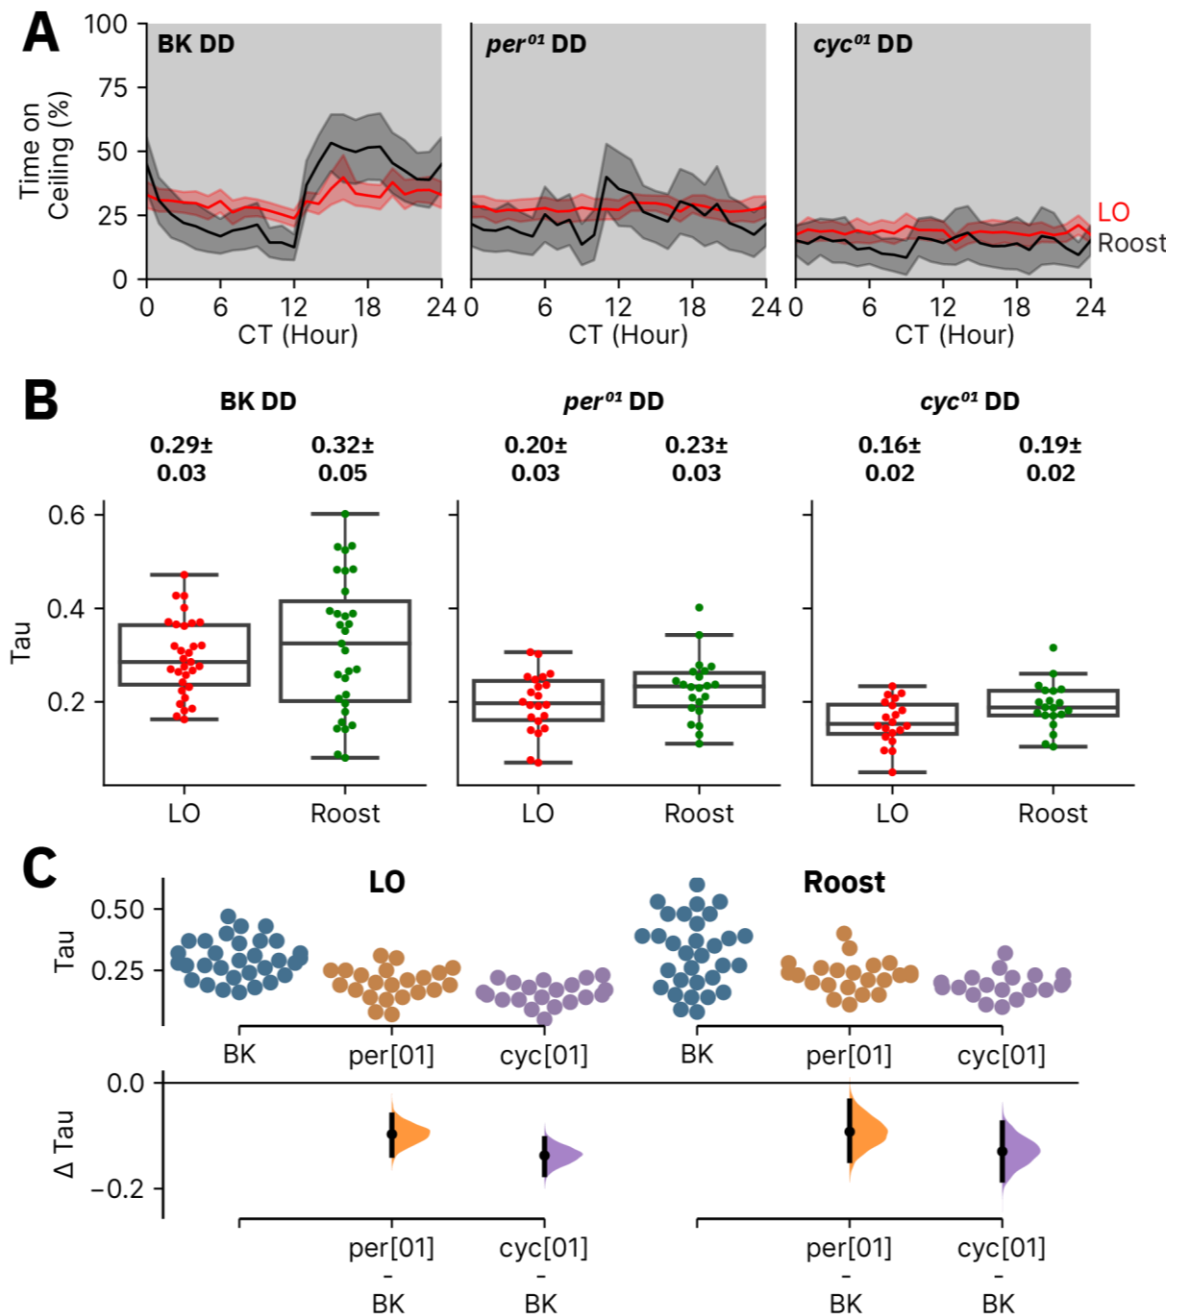 A
BK DD
per⁰¹ DD
cyc⁰¹ DD
100
75
50
25
0
Time on
Ceiling (%)
LO
Roost
0 6 12 18 24
0 6 12 18 24
0 6 12 18 24
CT (Hour)
CT (Hour)
CT (Hour)
B
BK DD
per⁰¹ DD
cyc⁰¹ DD
0.29±
0.03
0.32±
0.05
0.20±
0.03
0.23±
0.03
0.16±
0.02
0.19±
0.02
0.6
0.4
0.2
Tau
LO
Roost
LO
Roost
LO
Roost
C
LO
Roost
0.50
0.25
Tau
BK
per[01]
cyc[01]
BK
per[01]
cyc[01]
0.0
−0.2
Δ Tau
per[01]
-
BK
cyc[01]
-
BK
per[01]
-
BK
cyc[01]
-
BK